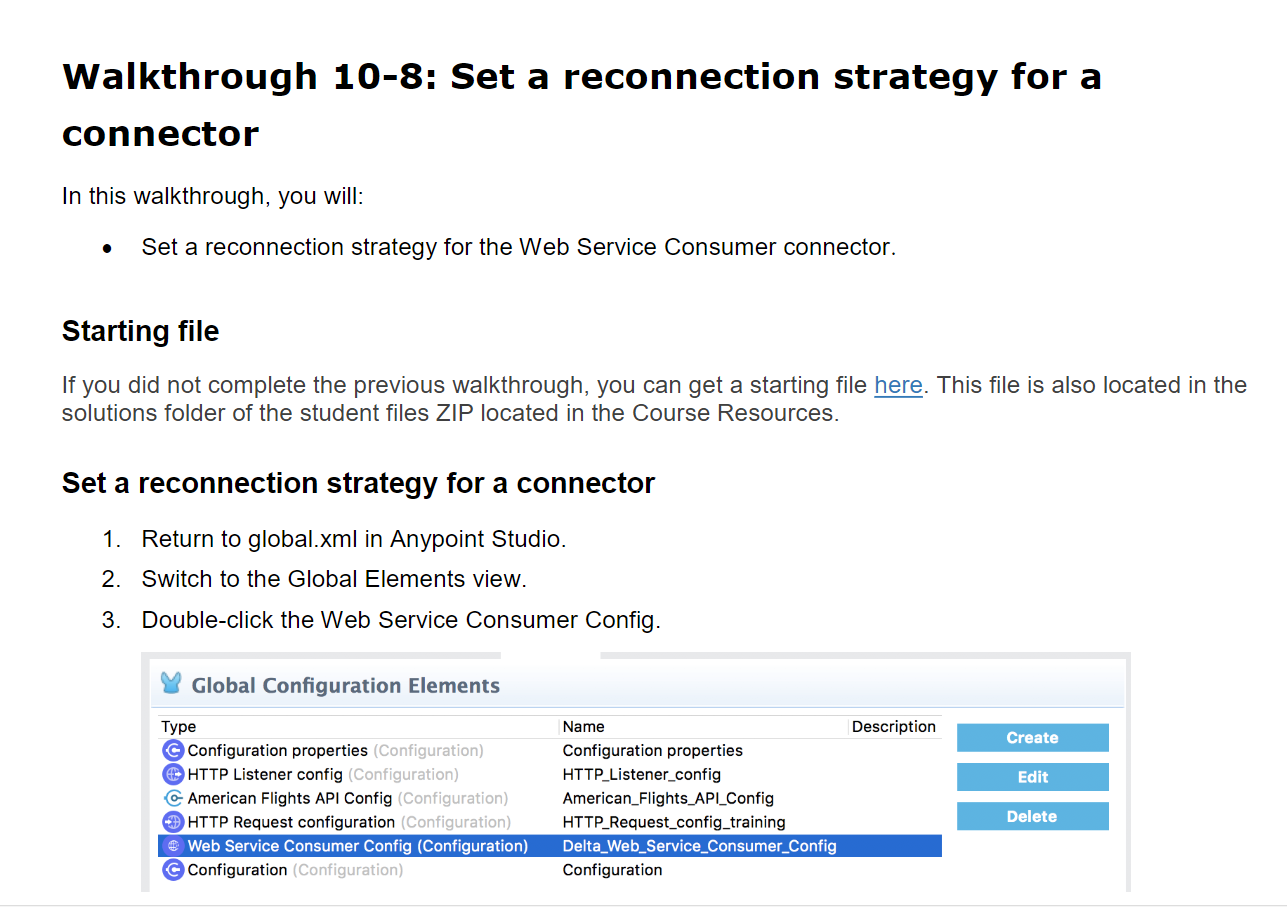 Walkthrough 10-8: Set a reconnection strategy for a
connector
In this walkthrough, you will:
• Set a reconnection strategy for the Web Service Consumer connector.
Starting file
If you did not complete the previous walkthrough, you can get a starting file here. This file is also located in the
solutions folder of the student files ZIP located in the Course Resources.
Set a reconnection strategy for a connector
1. Return to global.xml in Anypoint Studio.
2. Switch to the Global Elements view.
3. Double-click the Web Service Consumer Config.
Global Configuration Elements
Type Name Description
Configuration properties (Configuration) Configuration properties
Create
HTTP Listener config (Configuration) HTTP_Listener_config
Edit
American Flights API Config (Configuration) American_Flights_API_Config
HTTP Request configuration (Configuration) HTTP_Request_config_training
Delete
Web Service Consumer Config (Configuration) Delta_Web_Service_Consumer_Config
Configuration (Configuration) Configuration